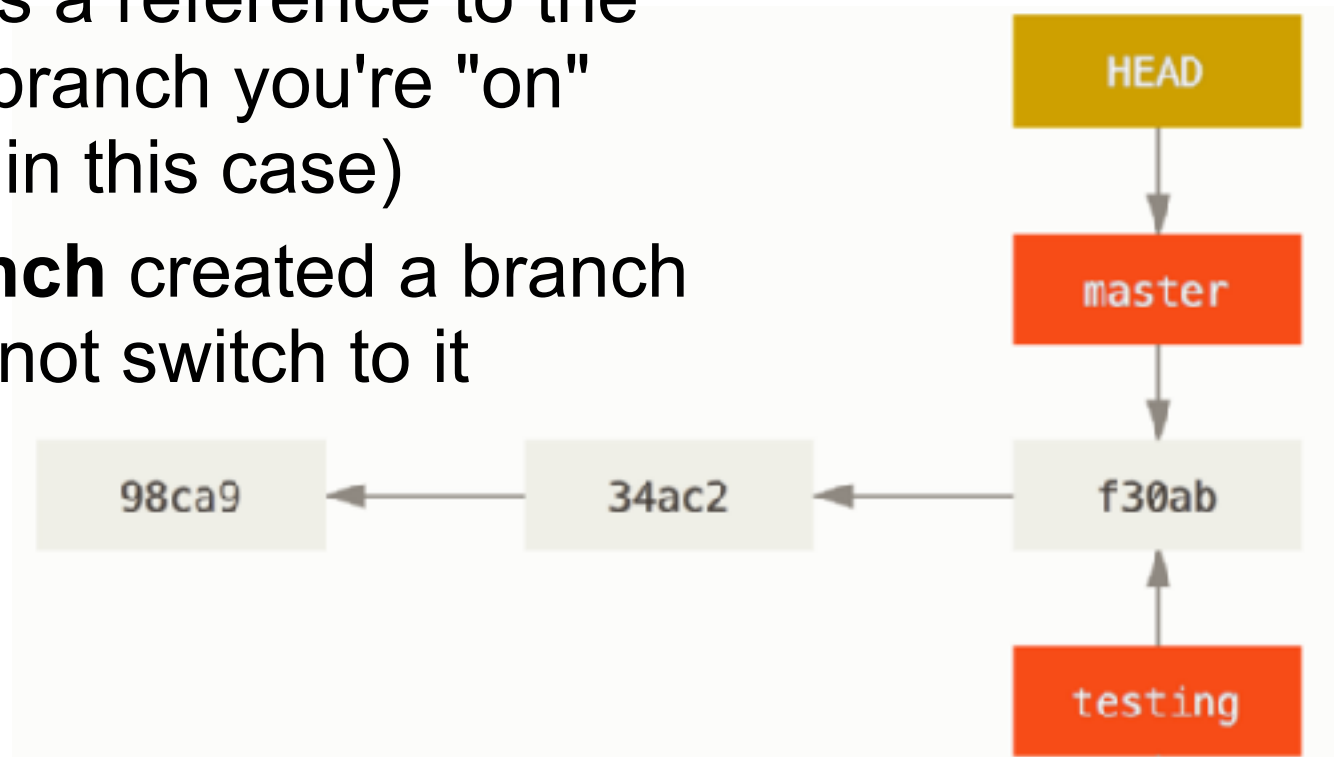 s a reference to the
branch you're "on"
in this case)
nch created a branch
not switch to it
HEAD
master
98ca9
34ac2
f30ab
testing